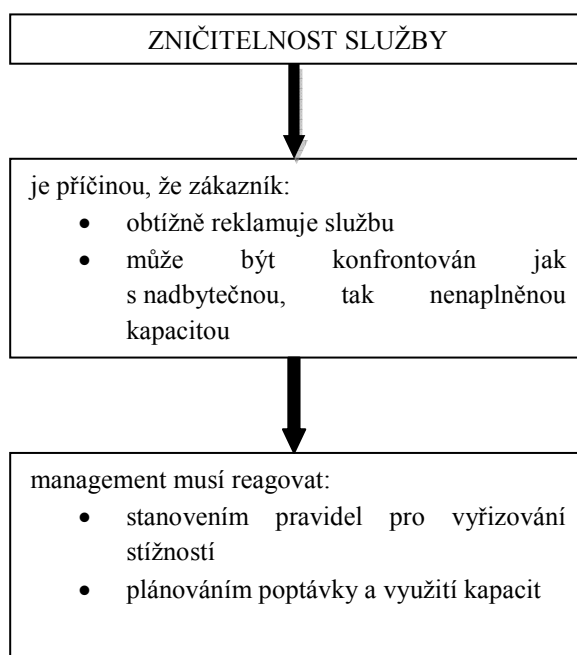 ZNIČITELNOST SLUŽBY
je příčinou, že zákazník:
• obtížně reklamuje službu
• může být konfrontován jak
s nadbytečnou, tak nenaplněnou
kapacitou
management musí reagovat:
• stanovením pravidel pro vyřizování
stížností
• plánováním poptávky a využití kapacit